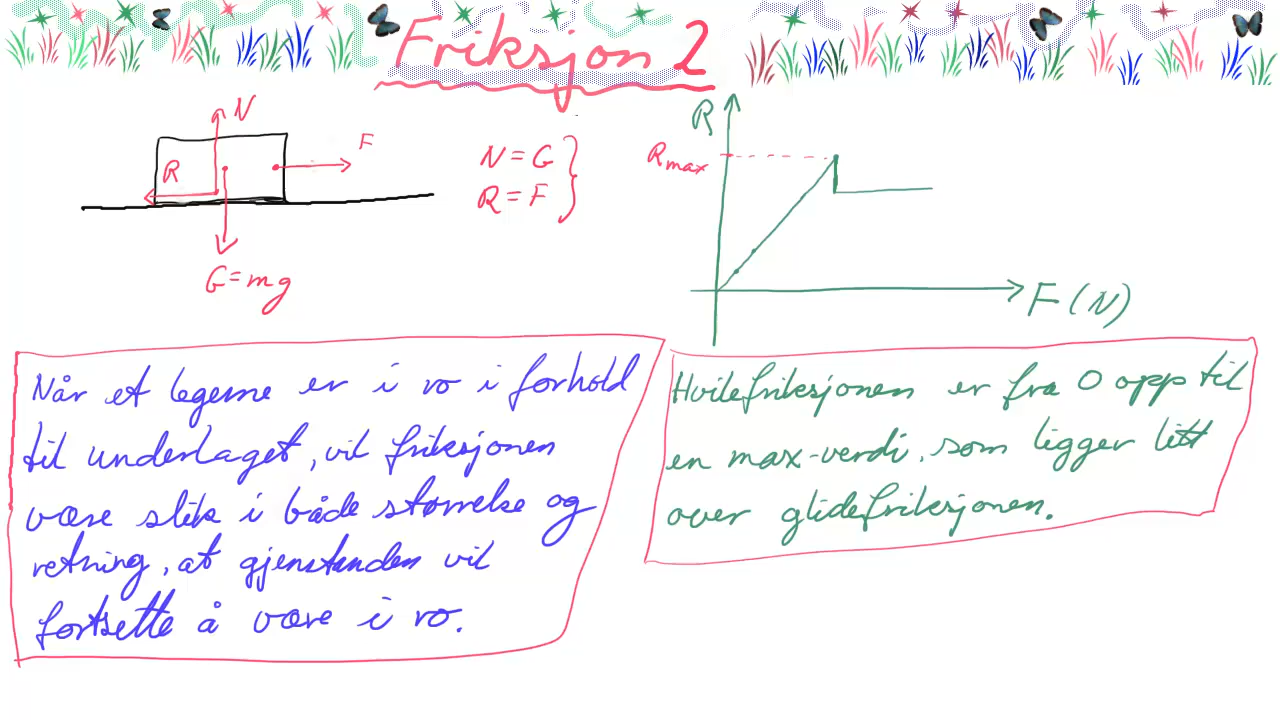 Friksjon 2
N
F
R
G=mg
N=G
R=F
R
Rmax
F(N)
Når et legeme er i ro i forhold
til underlaget, vil friksjonen
være slik i både størrelse og
retning, at gjenstanden vil
fortsette å være i ro.
Hvilefriksjonen er fra 0 opp til
en max-verdi, som ligger litt
over glidefriksjonen.